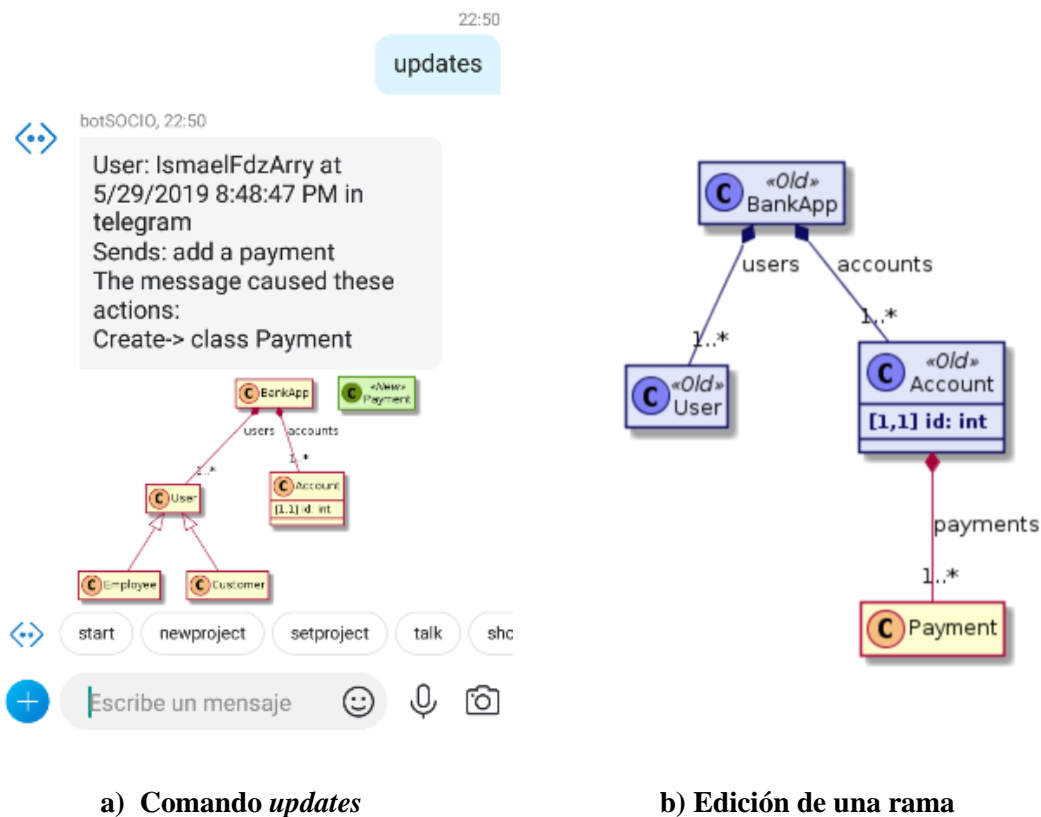 22:50
updates
botSOCIO, 22:50
User: IsmaelFdzArry at
5/29/2019 8:48:47 PM in
telegram
Sends: add a payment
The message caused these
actions:
Create-> class Payment
C BankApp
C «New»
Payment
users accounts
1..* 1..*
C User
C Account
[1,1] id: int
C Employee C Customer
start newproject setproject talk sho
Escribe un mensaje
a) Comando updates
C «Old»
BankApp
users accounts
1..* 1..*
C «Old»
User
C «Old»
Account
[1,1] id: int
payments
1..*
C Payment
b) Edición de una rama